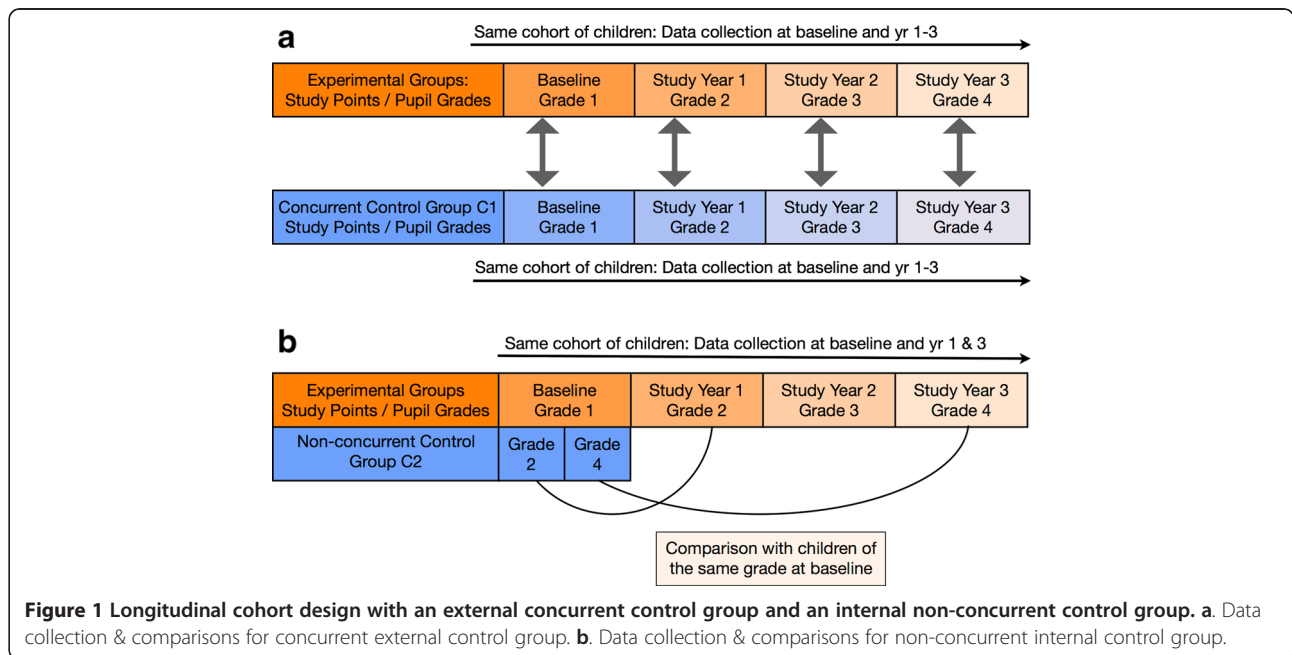 a
Same cohort of children: Data collection at baseline and yr 1-3
Experimental Groups:
Study Points / Pupil Grades
Baseline
Grade 1
Study Year 1
Grade 2
Study Year 2
Grade 3
Study Year 3
Grade 4
Concurrent Control Group C1
Study Points / Pupil Grades
Baseline
Grade 1
Study Year 1
Grade 2
Study Year 2
Grade 3
Study Year 3
Grade 4
Same cohort of children: Data collection at baseline and yr 1-3
b
Same cohort of children: Data collection at baseline and yr 1 & 3
Experimental Groups
Study Points / Pupil Grades
Baseline
Grade 1
Study Year 1
Grade 2
Study Year 2
Grade 3
Study Year 3
Grade 4
Non-concurrent Control
Group C2
Grade
2
Grade
4
Comparison with children of
the same grade at baseline
Figure 1 Longitudinal cohort design with an external concurrent control group and an internal non-concurrent control group. a. Data
collection & comparisons for concurrent external control group. b. Data collection & comparisons for non-concurrent internal control group.